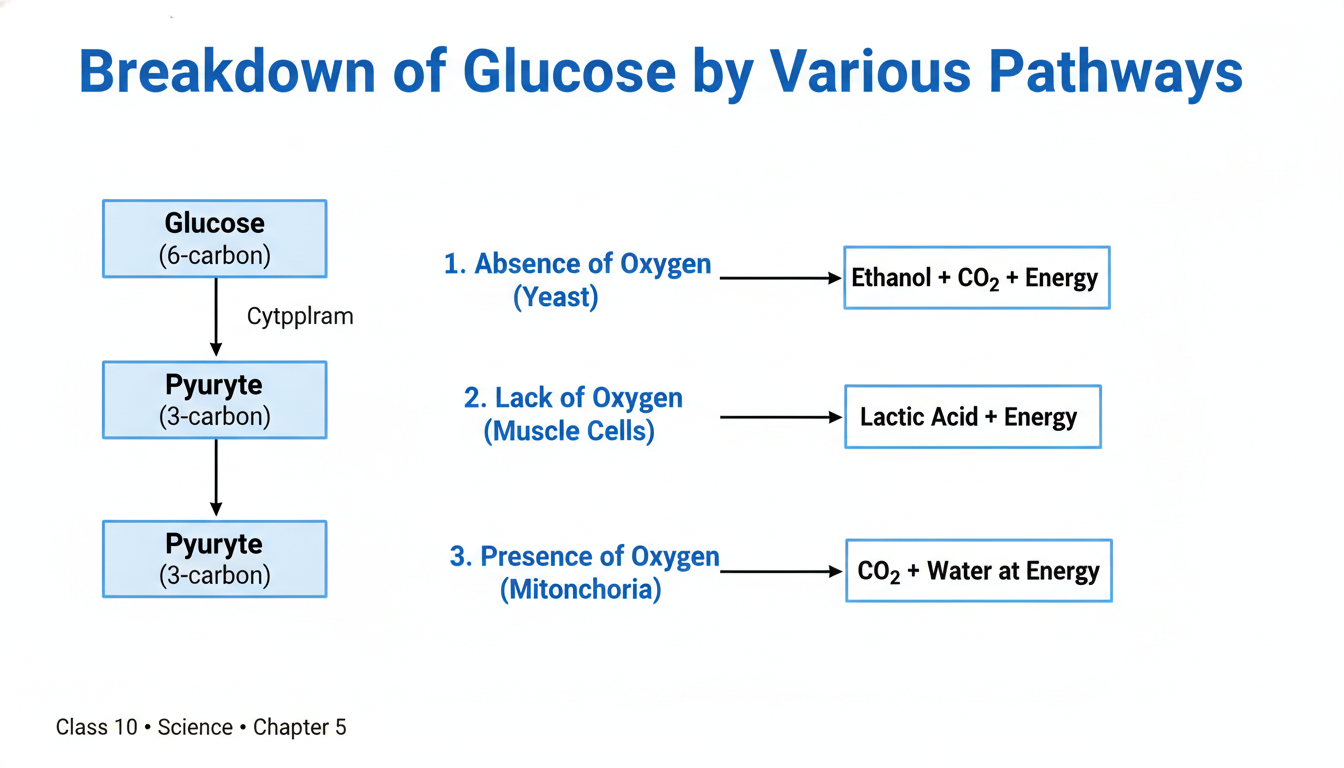 Breakdown of Glucose by Various Pathways
Glucose
(6-carbon)
Cytpplram
Pyuryte
(3-carbon)
Pyuryte
(3-carbon)
1. Absence of Oxygen
(Yeast)
Ethanol + CO₂ + Energy
2. Lack of Oxygen
(Muscle Cells)
Lactic Acid + Energy
3. Presence of Oxygen
(Mitonchoria)
CO₂ + Water at Energy
Class 10 • Science • Chapter 5